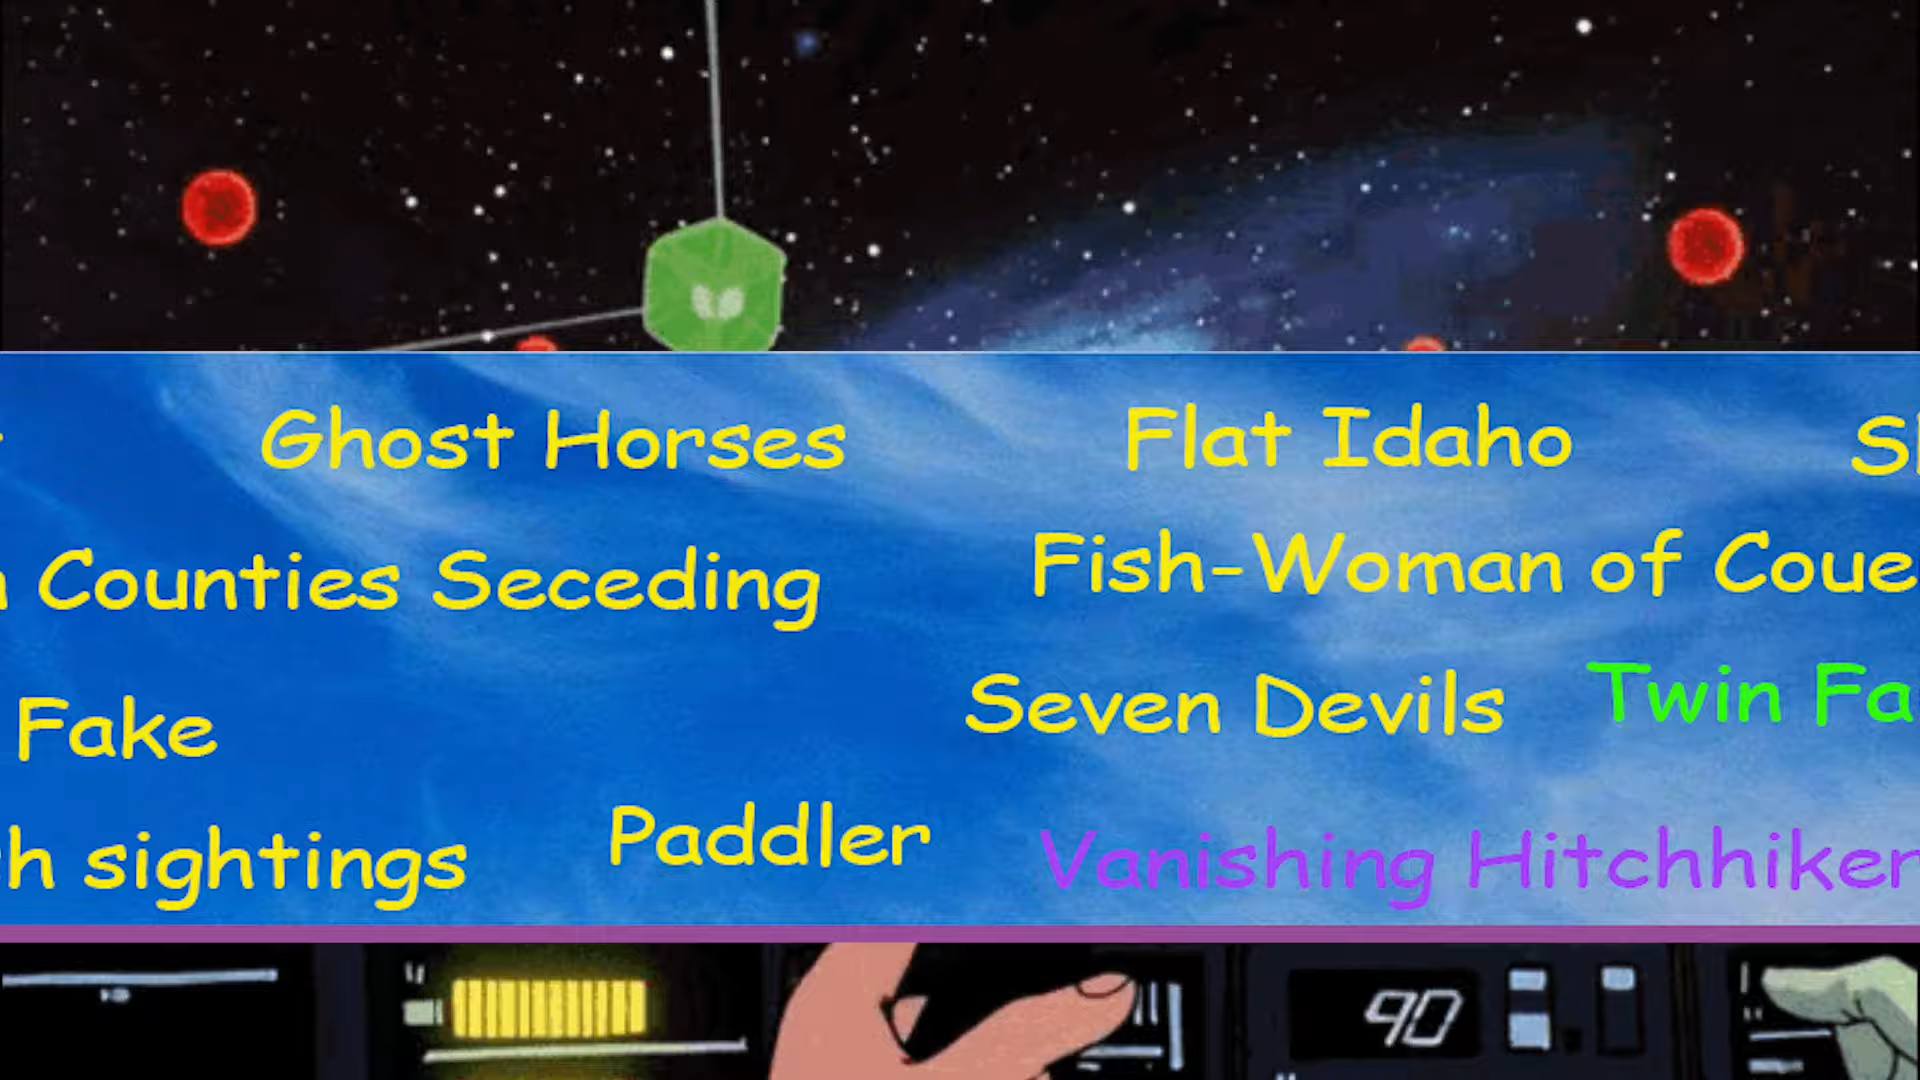 Ghost Horses
Flat Idaho
Counties Seceding
Fish-Woman of Coue
Fake
Seven Devils
Twin Fa
h sightings
Paddler
Vanishing Hitchhiker
90